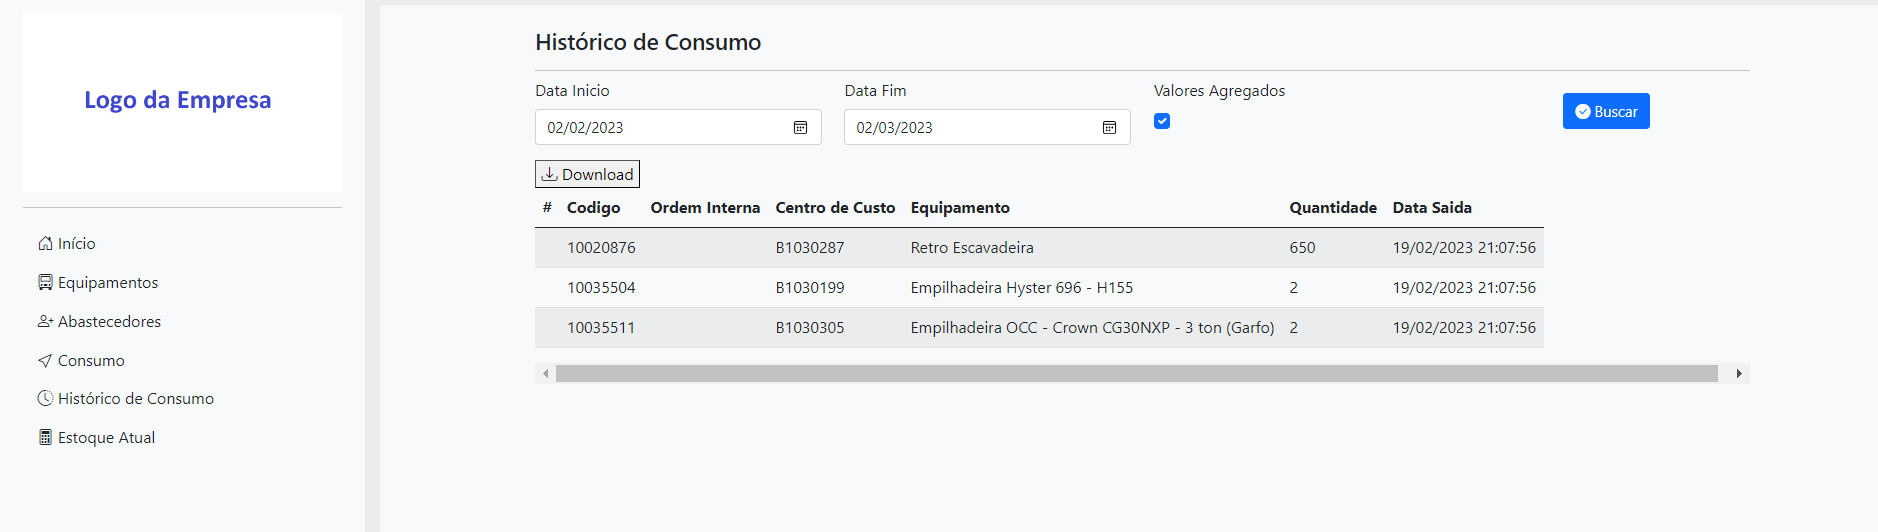 Logo da Empresa
Início
Equipamentos
Abastecedores
Consumo
Histórico de Consumo
Estoque Atual
Histórico de Consumo
Data Inicio Data Fim Valores Agregados
02/02/2023 02/03/2023 Buscar
Download
# Codigo Ordem Interna Centro de Custo Equipamento Quantidade Data Saida
10020876 B1030287 Retro Escavadeira 650 19/02/2023 21:07:56
10035504 B1030199 Empilhadeira Hyster 696 - H155 2 19/02/2023 21:07:56
10035511 B1030305 Empilhadeira OCC - Crown CG30NXP - 3 ton (Garfo) 2 19/02/2023 21:07:56